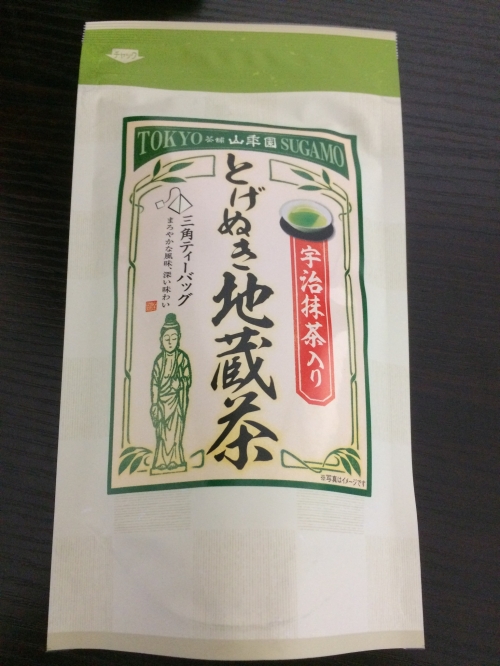 チャック
TOKYO 茶舗 山年園 SUGAMO
宇治抹茶入り
とげぬき地蔵茶
三角ティーバッグ
まろやかな風味、深い味わい
※写真はイメージです